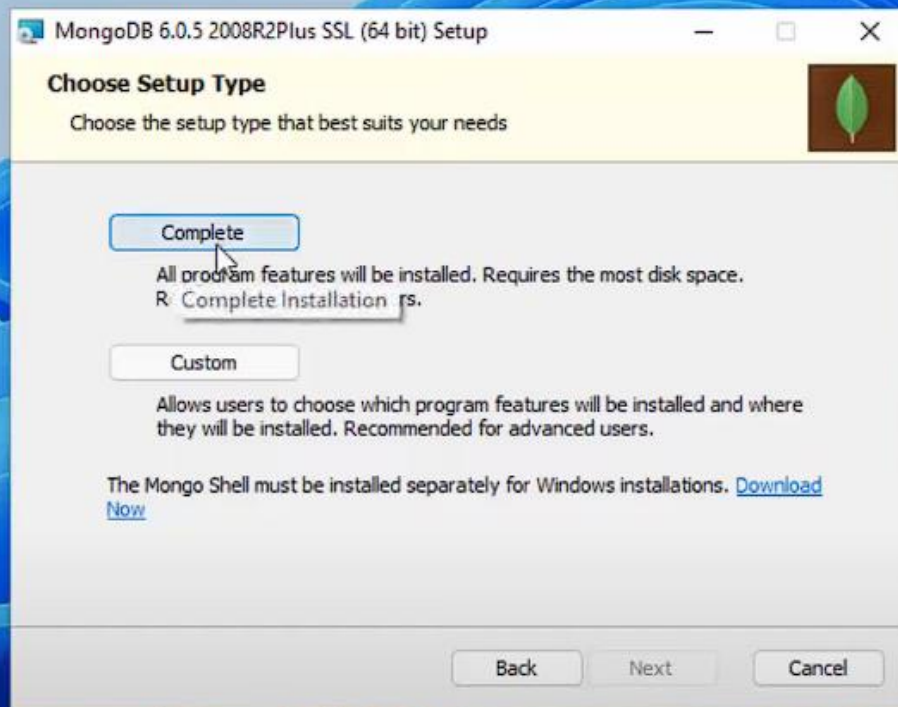 MongoDB 6.0.5 2008R2Plus SSL (64 bit) Setup
Choose Setup Type
Choose the setup type that best suits your needs
Complete
All program features will be installed. Requires the most disk space.
Complete Installation
Custom
Allows users to choose which program features will be installed and where
they will be installed. Recommended for advanced users.
The Mongo Shell must be installed separately for Windows installations. Download
Now
Back Next Cancel